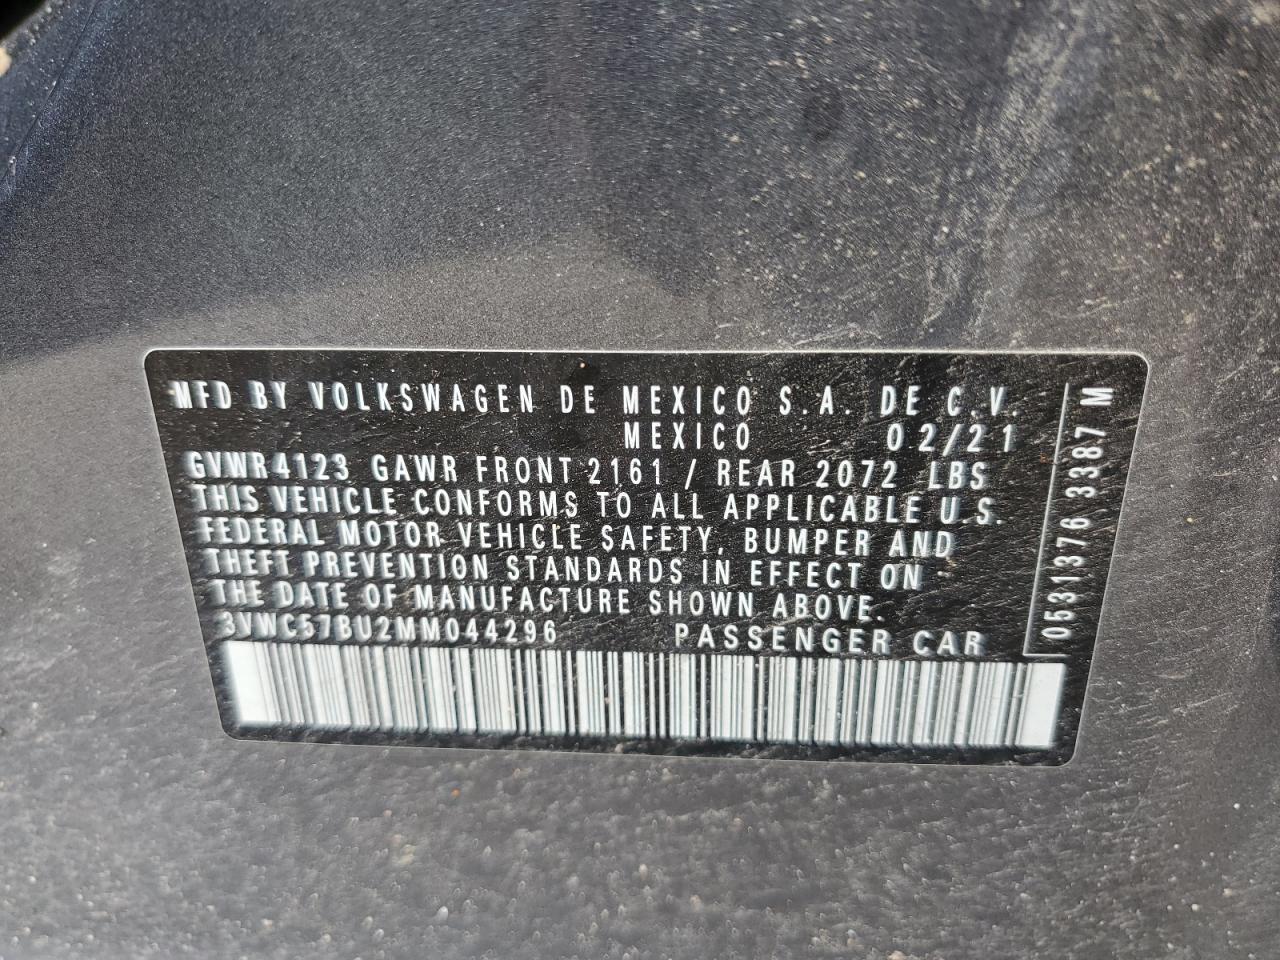 MFD BY VOLKSWAGEN DE MEXICO S.A. DE C.V.
MEXICO 02/21
GVWR 4123 GAWR FRONT 2161 / REAR 2072 LBS
THIS VEHICLE CONFORMS TO ALL APPLICABLE U.S.
FEDERAL MOTOR VEHICLE SAFETY, BUMPER AND
THEFT PREVENTION STANDARDS IN EFFECT ON
THE DATE OF MANUFACTURE SHOWN ABOVE.
3VWC57BU2MM044296 PASSENGER CAR
0531376 3387 M